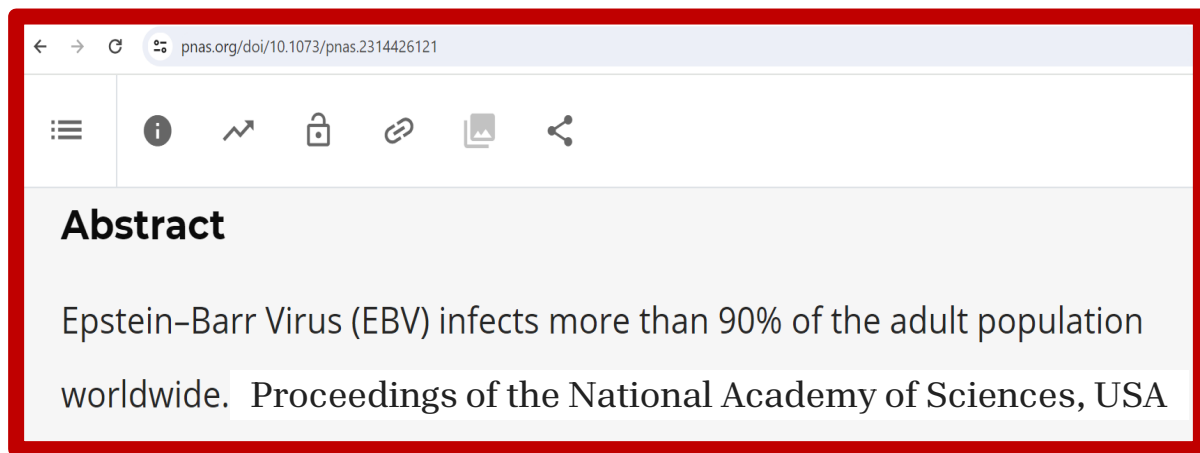 pnas.org/doi/10.1073/pnas.2314426121
Abstract
Epstein–Barr Virus (EBV) infects more than 90% of the adult population
worldwide. Proceedings of the National Academy of Sciences, USA